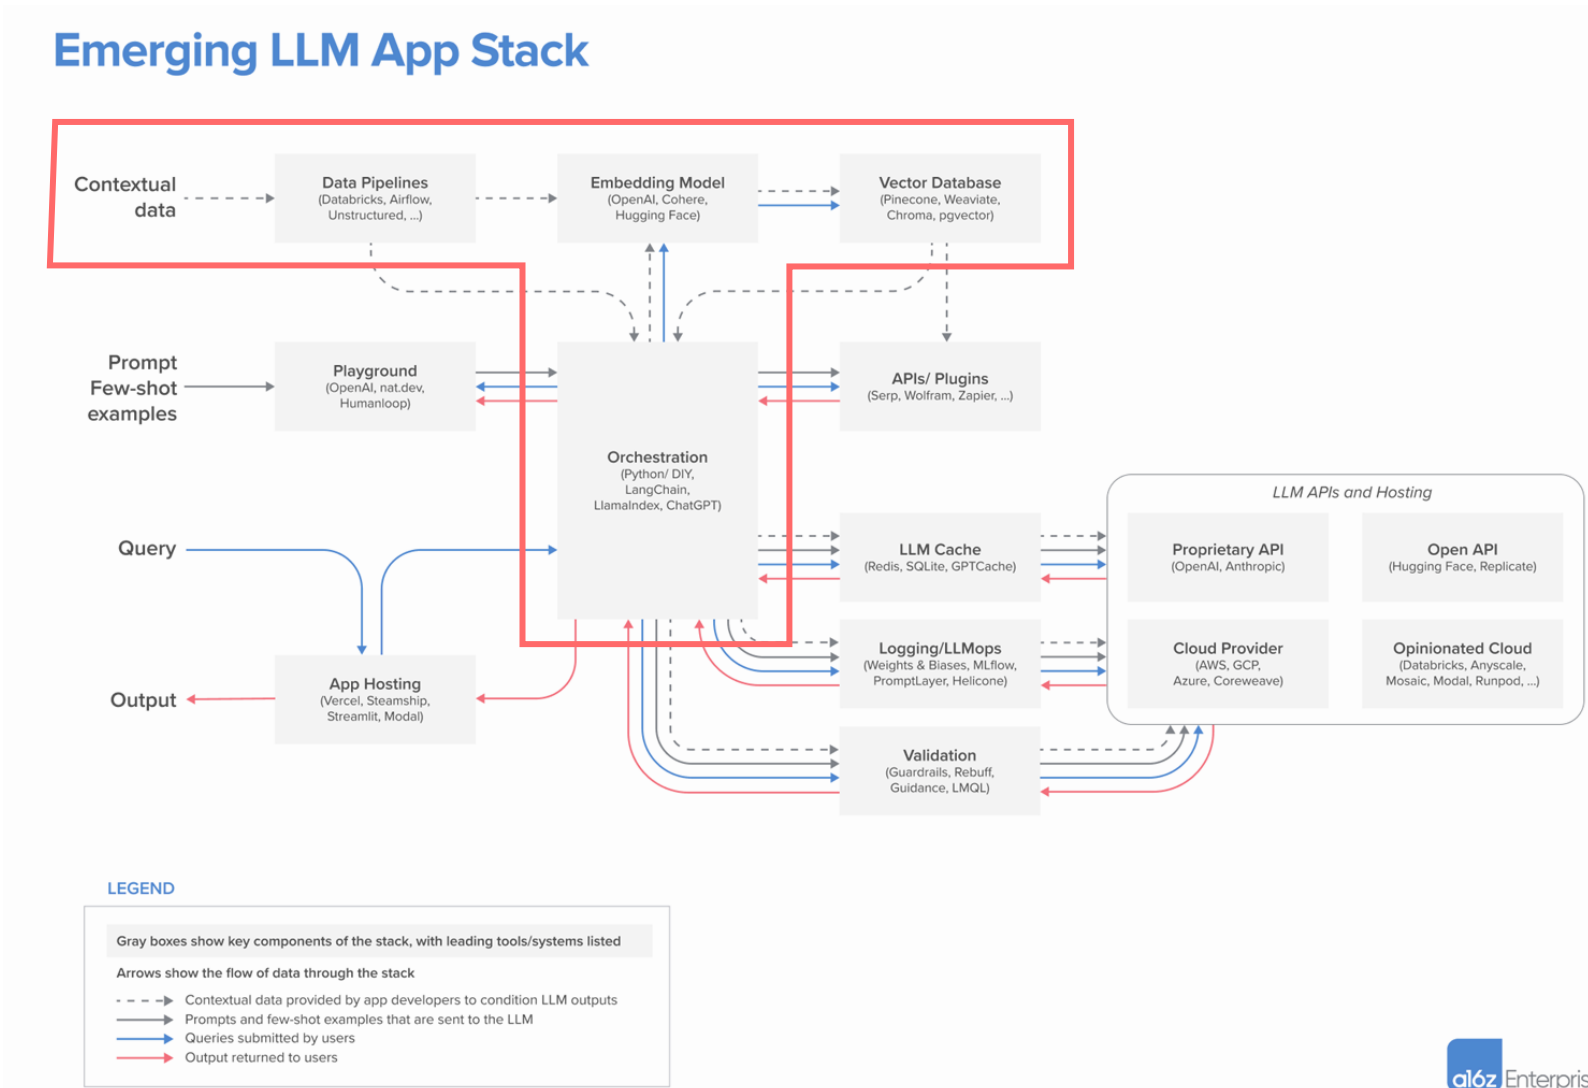 Emerging LLM App Stack
Contextual
data
Data Pipelines
(Databricks, Airflow,
Unstructured, ...)
Embedding Model
(OpenAI, Cohere,
Hugging Face)
Vector Database
(Pinecone, Weaviate,
Chroma, pgvector)
Prompt
Few-shot
examples
Playground
(OpenAI, nat.dev,
Humanloop)
Orchestration
(Python/ DIY,
LangChain,
LlamaIndex, ChatGPT)
APIs/ Plugins
(Serp, Wolfram, Zapier, ...)
Query
LLM Cache
(Redis, SQLite, GPTCache)
Logging/LLMops
(Weights & Biases, MLflow,
PromptLayer, Helicone)
Validation
(Guardrails, Rebuff,
Guidance, LMQL)
LLM APIs and Hosting
Proprietary API
(OpenAI, Anthropic)
Open API
(Hugging Face, Replicate)
Cloud Provider
(AWS, GCP,
Azure, Coreweave)
Opinionated Cloud
(Databricks, Anyscale,
Mosaic, Modal, Runpod, ...)
Output
App Hosting
(Vercel, Steamship,
Streamlit, Modal)
LEGEND
Gray boxes show key components of the stack, with leading tools/systems listed
Arrows show the flow of data through the stack
Contextual data provided by app developers to condition LLM outputs
Prompts and few-shot examples that are sent to the LLM
Queries submitted by users
Output returned to users
a16z Enterpris